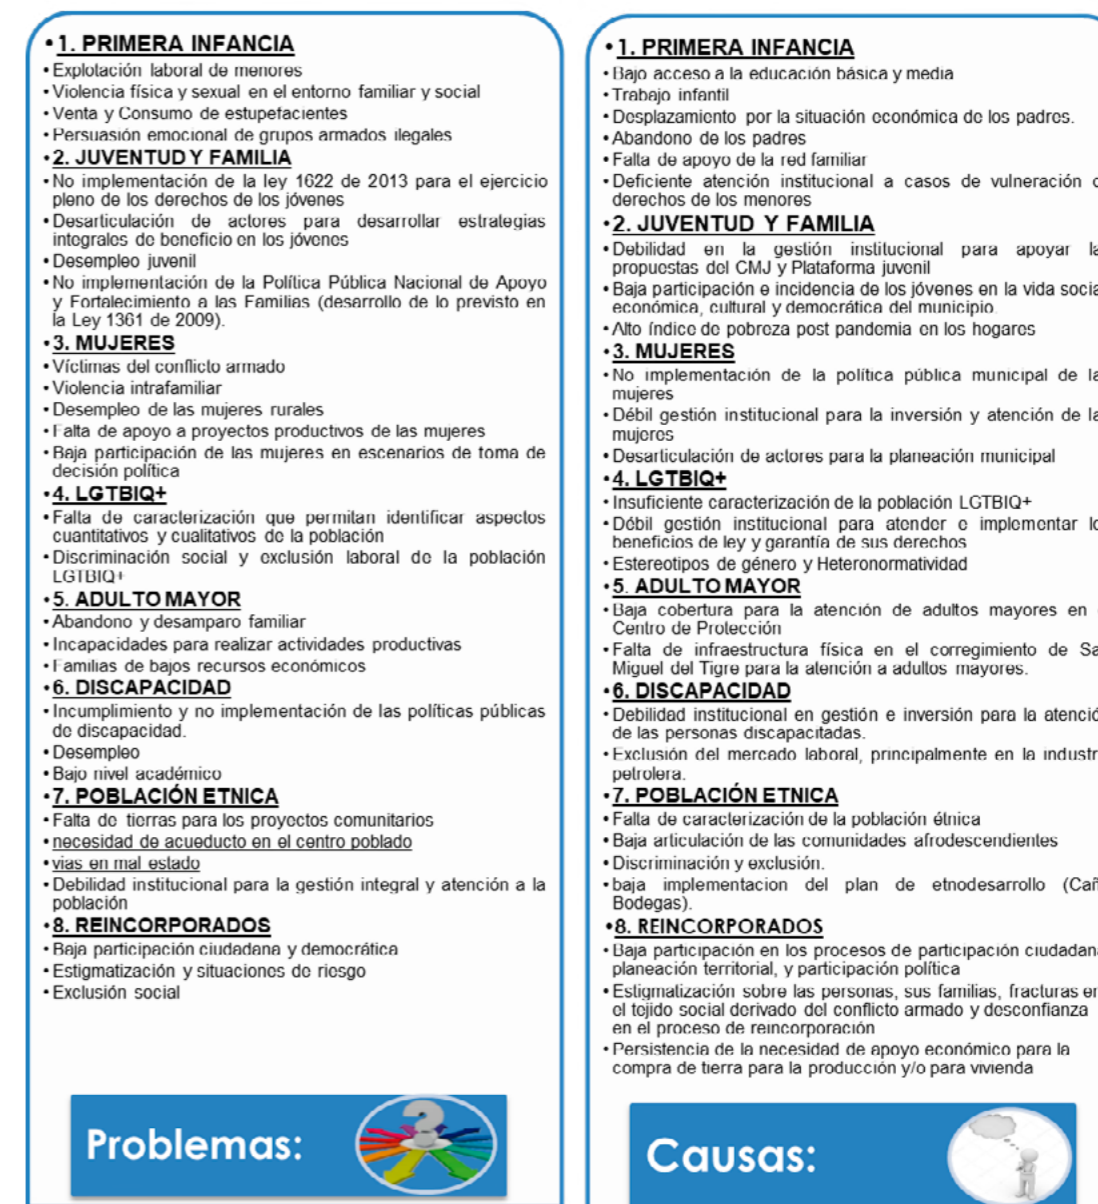 •1. PRIMERA INFANCIA
• Explotación laboral de menores
• Violencia física y sexual en el entorno familiar y social
• Venta y Consumo de estupefacientes
• Persuasión emocional de grupos armados ilegales
•2. JUVENTUD Y FAMILIA
• No implementación de la ley 1622 de 2013 para el ejercicio
pleno de los derechos de los jóvenes
• Desarticulación de actores para desarrollar estrategias
integrales de beneficio en los jóvenes
• Desempleo juvenil
• No implementación de la Política Pública Nacional de Apoyo
y Fortalecimiento a las Familias (desarrollo de lo previsto en
la Ley 1361 de 2009).
•3. MUJERES
• Víctimas del conflicto armado
• Violencia intrafamiliar
• Desempleo de las mujeres rurales
• Falta de apoyo a proyectos productivos de las mujeres
• Baja participación de las mujeres en escenarios de toma de
decisión política
•4. LGTBIQ+
• Falta de caracterización que permitan identificar aspectos
cuantitativos y cualitativos de la población
• Discriminación social y exclusión laboral de la población
LGTBIQ+
•5. ADULTO MAYOR
• Abandono y desamparo familiar
• Incapacidades para realizar actividades productivas
• Familias de bajos recursos económicos
•6. DISCAPACIDAD
• Incumplimiento y no implementación de las políticas públicas
de discapacidad.
• Desempleo
• Bajo nivel académico
•7. POBLACIÓN ETNICA
• Falta de tierras para los proyectos comunitarios
• necesidad de acueducto en el centro poblado
• vias en mal estado
• Debilidad institucional para la gestión integral y atención a la
población
•8. REINCORPORADOS
• Baja participación ciudadana y democrática
• Estigmatización y situaciones de riesgo
• Exclusión social
Problemas:
•1. PRIMERA INFANCIA
• Bajo acceso a la educación básica y media
• Trabajo infantil
• Desplazamiento por la situación económica de los padres.
• Abandono de los padres
• Falta de apoyo de la red familiar
• Deficiente atención institucional a casos de vulneración
derechos de los menores
•2. JUVENTUD Y FAMILIA
• Debilidad en la gestión institucional para apoyar
propuestas del CMJ y Plataforma juvenil
• Baja participación e incidencia de los jóvenes en la vida socia
económica, cultural y democrática del municipio.
• Alto índice de pobreza post pandemia en los hogares
•3. MUJERES
• No implementación de la política pública municipal de
mujeres
• Débil gestión institucional para la inversión y atención de
mujeres
• Desarticulación de actores para la planeación municipal
•4. LGTBIQ+
• Insuficiente caracterización de la población LGTBIQ+
• Débil gestión institucional para atender e implementar
beneficios de ley y garantía de sus derechos
• Estereotipos de género y Heteronormatividad
•5. ADULTO MAYOR
• Baja cobertura para la atención de adultos mayores en
Centro de Protección
• Falta de infraestructura física en el corregimiento de Sa
Miguel del Tigre para la atención a adultos mayores.
•6. DISCAPACIDAD
• Debilidad institucional en gestión e inversión para la atenció
de las personas discapacitadas.
• Exclusión del mercado laboral, principalmente en la industr
petrolera.
•7. POBLACIÓN ETNICA
• Falta de caracterización de la población étnica
• Baja articulación de las comunidades afrodescendientes
• Discriminación y exclusión.
• baja implementacion del plan de etnodesarrollo (Cañ
Bodegas).
•8. REINCORPORADOS
• Baja participación en los procesos de participación ciudadana
planeación territorial, y participación política
• Estigmatización sobre las personas, sus familias, fracturas en
el tejido social derivado del conflicto armado y desconfianza
en el proceso de reincorporación
• Persistencia de la necesidad de apoyo económico para la
compra de tierra para la producción y/o para vivienda
Causas: